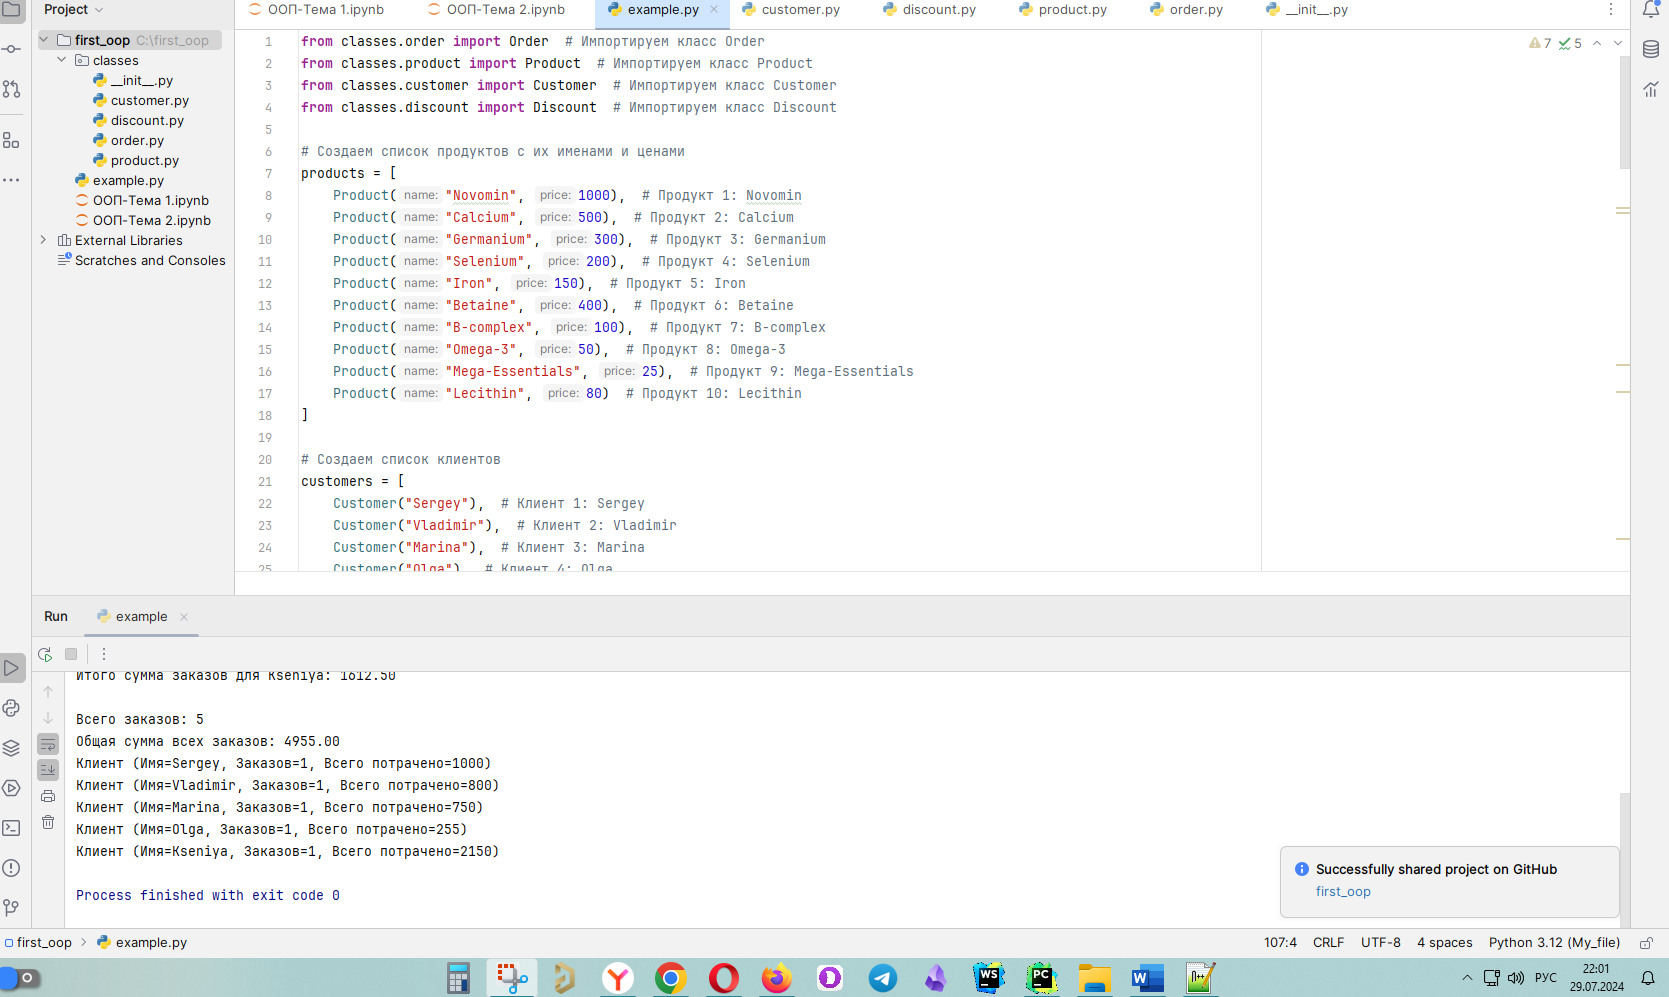 Project
ООП-Тема 1.ipynb
ООП-Тема 2.ipynb
example.py
customer.py
discount.py
product.py
order.py
__init__.py
first_oop C:\first_oop
classes
__init__.py
customer.py
discount.py
order.py
product.py
example.py
ООП-Тема 1.ipynb
ООП-Тема 2.ipynb
External Libraries
Scratches and Consoles
7 5
1 from classes.order import Order # Импортируем класс Order
2 from classes.product import Product # Импортируем класс Product
3 from classes.customer import Customer # Импортируем класс Customer
4 from classes.discount import Discount # Импортируем класс Discount
5
6 # Создаем список продуктов с их именами и ценами
7 products = [
8 Product( name: "Novomin", price: 1000), # Продукт 1: Novomin
9 Product( name: "Calcium", price: 500), # Продукт 2: Calcium
10 Product( name: "Germanium", price: 300), # Продукт 3: Germanium
11 Product( name: "Selenium", price: 200), # Продукт 4: Selenium
12 Product( name: "Iron", price: 150), # Продукт 5: Iron
13 Product( name: "Betaine", price: 400), # Продукт 6: Betaine
14 Product( name: "B-complex", price: 100), # Продукт 7: B-complex
15 Product( name: "Omega-3", price: 50), # Продукт 8: Omega-3
16 Product( name: "Mega-Essentials", price: 25), # Продукт 9: Mega-Essentials
17 Product( name: "Lecithin", price: 80) # Продукт 10: Lecithin
18 ]
19
20 # Создаем список клиентов
21 customers = [
22 Customer("Sergey"), # Клиент 1: Sergey
23 Customer("Vladimir"), # Клиент 2: Vladimir
24 Customer("Marina"), # Клиент 3: Marina
25 Customer("Olga"), # Клиент 4: Olga
Run
example
Итого сумма заказов для Kseniya: 1612.50
Всего заказов: 5
Общая сумма всех заказов: 4955.00
Клиент (Имя=Sergey, Заказов=1, Всего потрачено=1000)
Клиент (Имя=Vladimir, Заказов=1, Всего потрачено=800)
Клиент (Имя=Marina, Заказов=1, Всего потрачено=750)
Клиент (Имя=Olga, Заказов=1, Всего потрачено=255)
Клиент (Имя=Kseniya, Заказов=1, Всего потрачено=2150)
Process finished with exit code 0
Successfully shared project on GitHub
first_oop
first_oop > example.py
107:4 CRLF UTF-8 4 spaces Python 3.12 (My_file)
WS
PC
W
РУС
22:01
29.07.2024